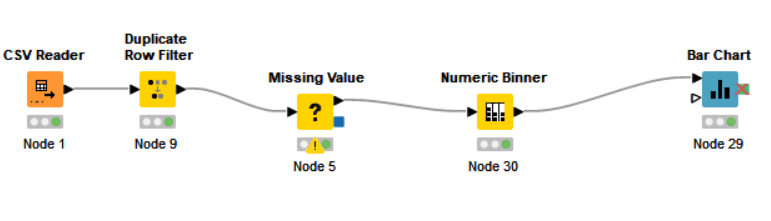 CSV Reader
Duplicate
Row Filter
Missing Value
Numeric Binner
Bar Chart
?
!
Node 1
Node 9
Node 5
Node 30
Node 29